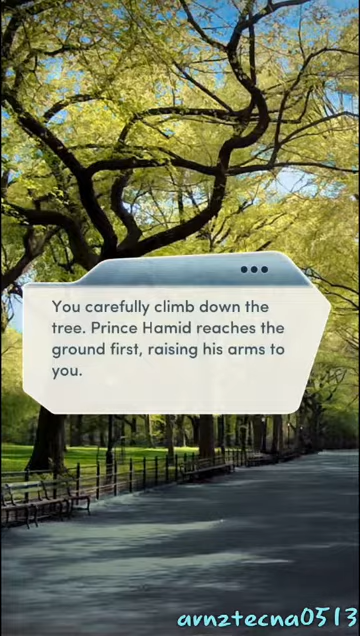 You carefully climb down the
tree. Prince Hamid reaches the
ground first, raising his arms to
you.
arnztecna0513